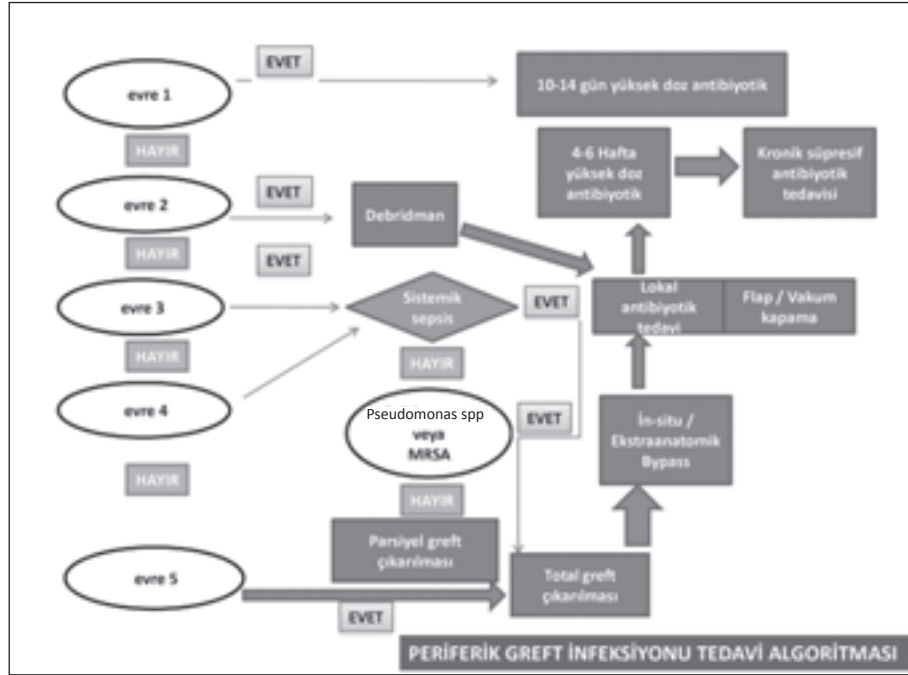 EVET
evre 1
10-14 gün yüksek doz antibiyotik
HAYIR
4-6 Hafta
yüksek doz
antibiyotik
Kronik süpresif
antibiyotik
tedavisi
EVET
evre 2
Debridman
HAYIR
EVET
evre 3
Sistemik
sepsis
EVET
Lokal
antibiyotik
tedavi
Flap / Vakum
kapama
HAYIR
HAYIR
evre 4
Pseudomonas spp
veya
MRSA
EVET
İn-situ /
Ekstraanatomik
Bypass
HAYIR
HAYIR
Parsiyel greft
çıkarılması
evre 5
Total greft
çıkarılması
EVET
PERİFERİK GREFT İNFEKSİYONU TEDAVİ ALGORİTMASI